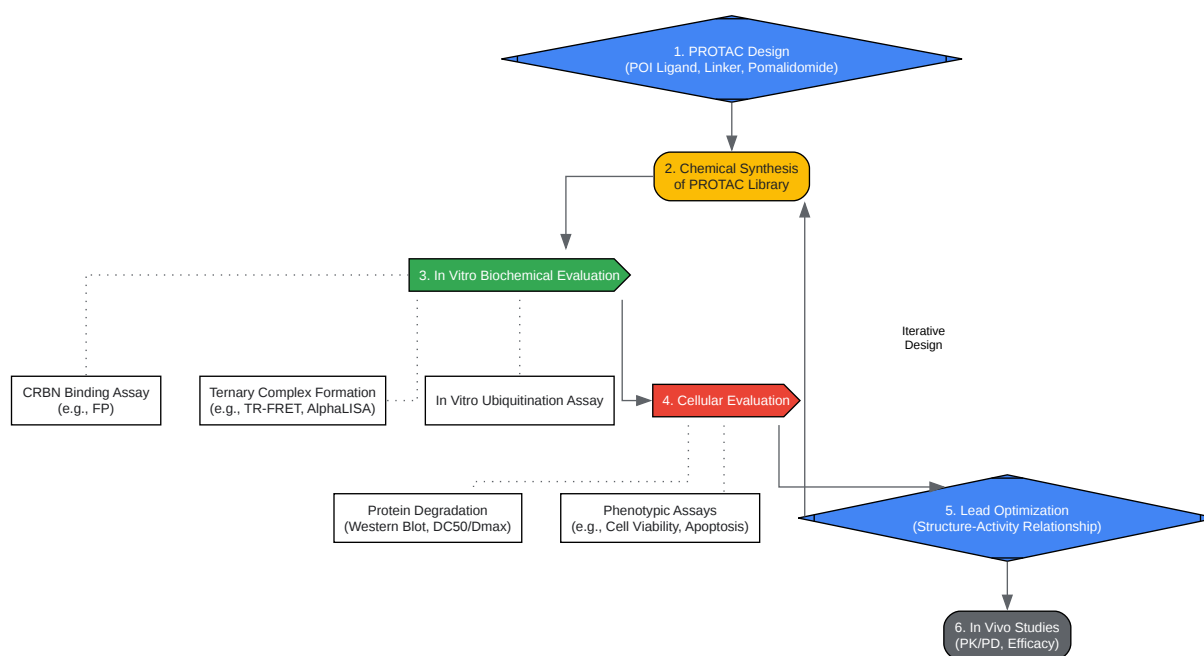 1. PROTAC Design
(POI Ligand, Linker, Pomalidomide)
2. Chemical Synthesis
of PROTAC Library
3. In Vitro Biochemical Evaluation
Iterative
Design
CRBN Binding Assay
(e.g., FP)
Ternary Complex Formation
(e.g., TR-FRET, AlphaLISA)
In Vitro Ubiquitination Assay
4. Cellular Evaluation
Protein Degradation
(Western Blot, DC50/Dmax)
Phenotypic Assays
(e.g., Cell Viability, Apoptosis)
5. Lead Optimization
(Structure-Activity Relationship)
6. In Vivo Studies
(PK/PD, Efficacy)